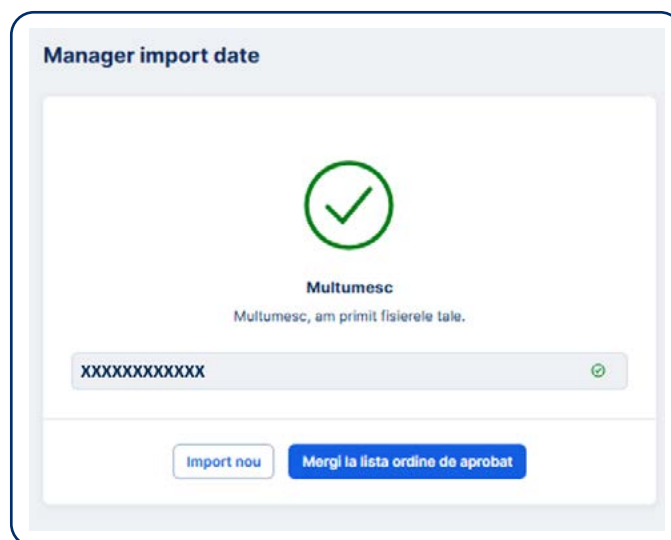 Manager import date
Multumesc
Multumesc, am primit fisierele tale.
XXXXXXXXXXXX
Import nou
Mergi la lista ordine de aprobat